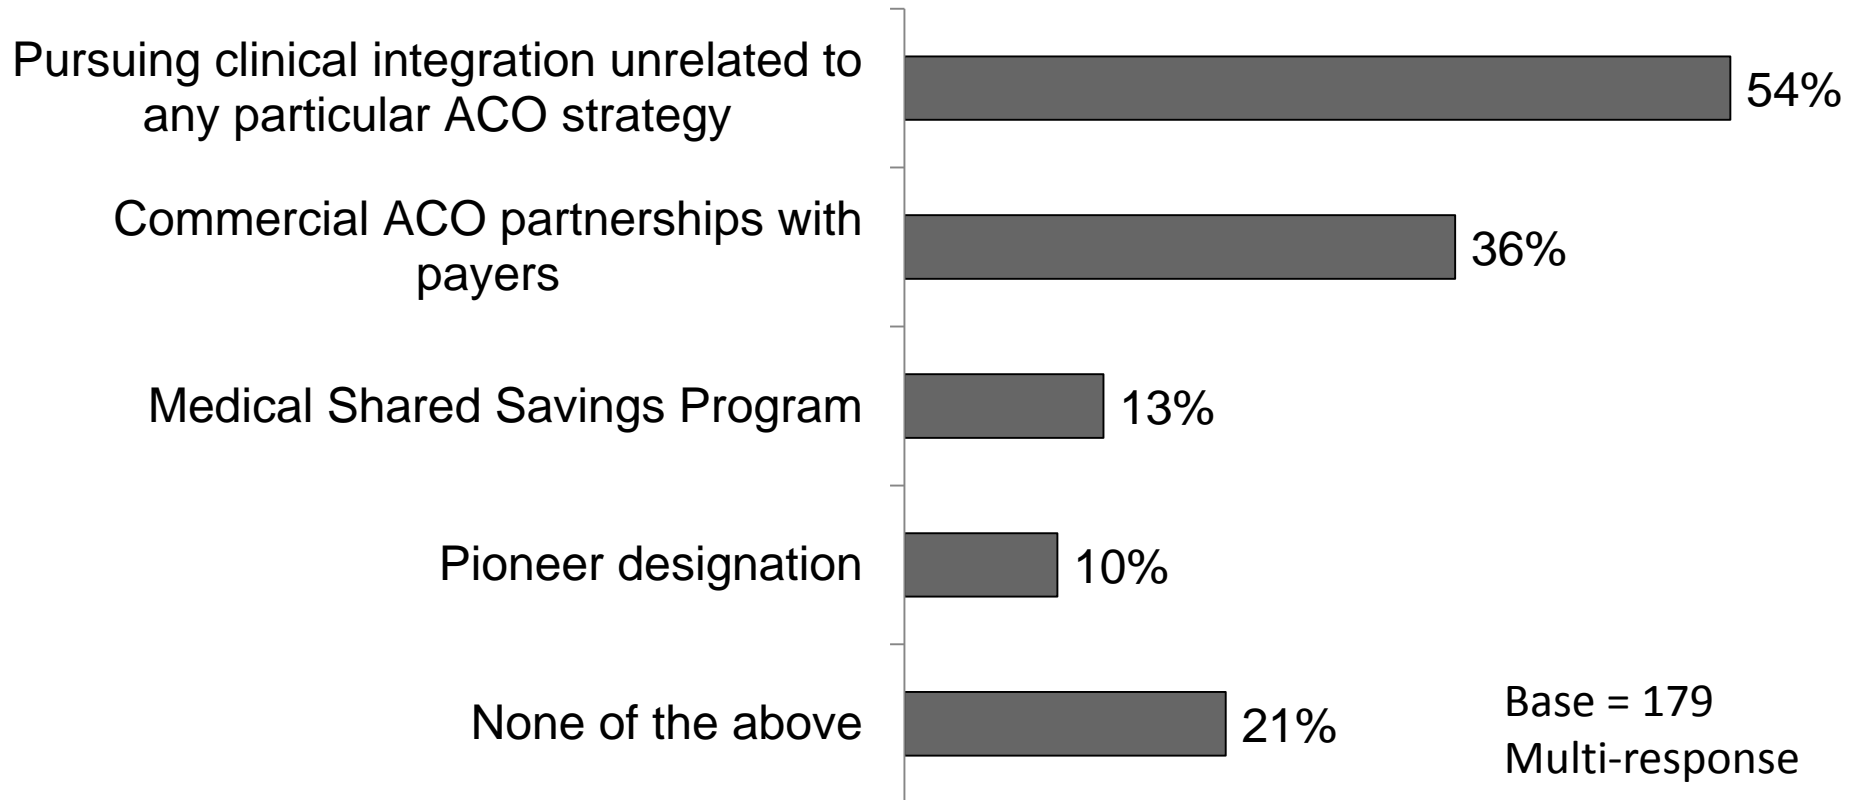 Pursuing clinical integration unrelated to
any particular ACO strategy
54%
Commercial ACO partnerships with
payers
36%
Medical Shared Savings Program
13%
Pioneer designation
10%
None of the above
21%
Base = 179
Multi-response